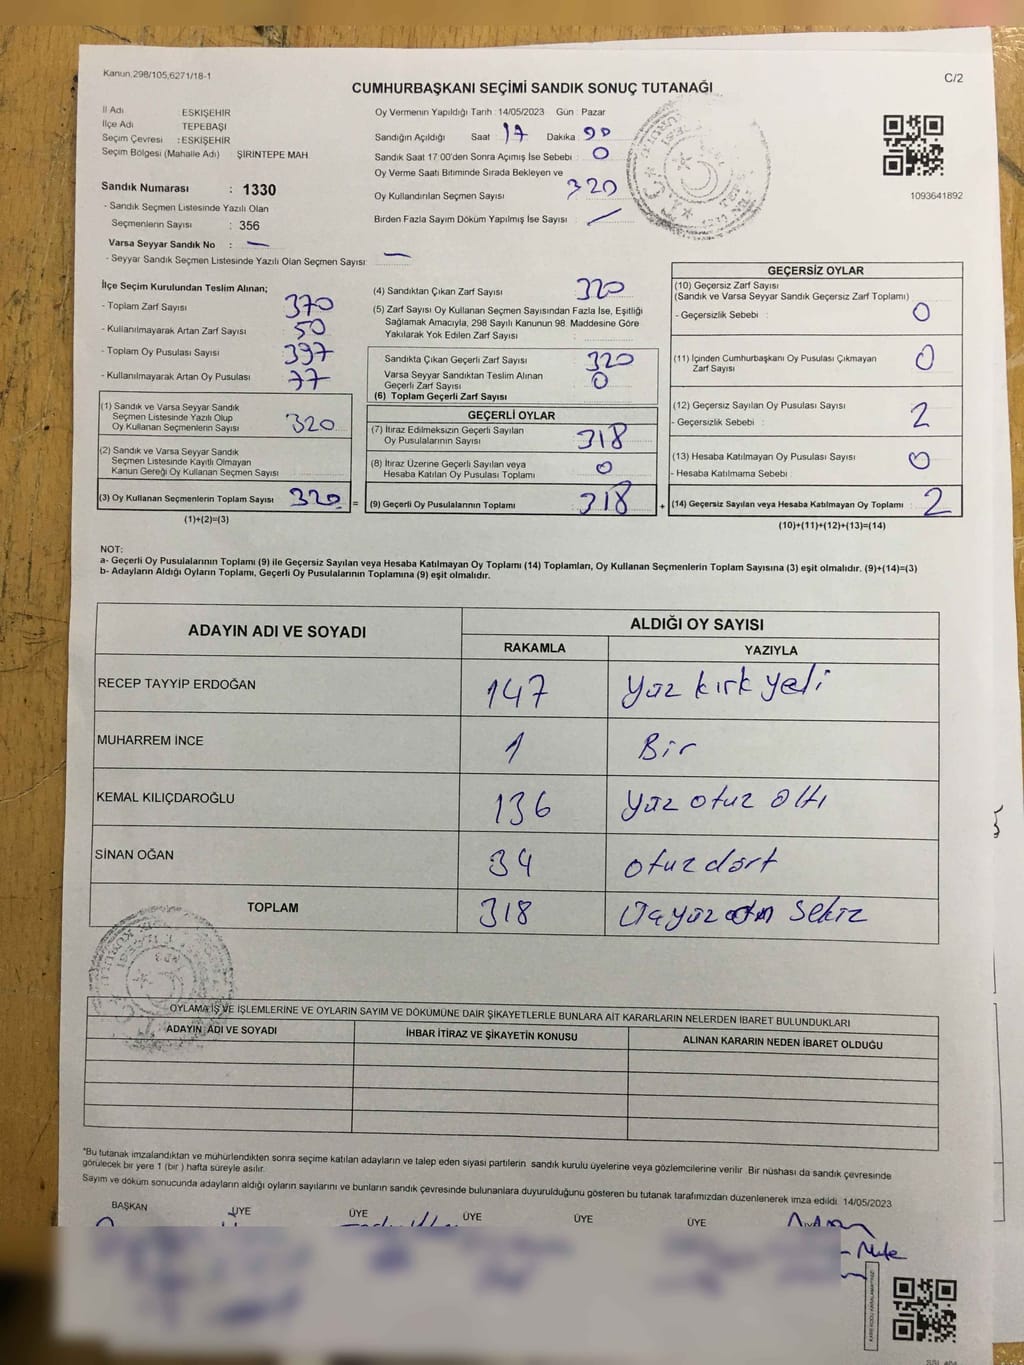 Kanun 298/105,6271/18-1
C/2
CUMHURBAŞKANI SEÇİMİ SANDIK SONUÇ TUTANAĞI
İl Adı : ESKİŞEHİR
İlçe Adı : TEPEBAŞI
Seçim Çevresi : ESKİŞEHİR
Seçim Bölgesi (Mahalle Adı) : ŞİRİNTEPE MAH.
Sandık Numarası : 1330
- Sandık Seçmen Listesinde Yazılı Olan
Seçmenlerin Sayısı : 356
Varsa Seyyar Sandık No : —
- Seyyar Sandık Seçmen Listesinde Yazılı Olan Seçmen Sayısı: —
Oy Vermenin Yapıldığı Tarih :14/05/2023 Gün : Pazar
Sandığın Açıldığı Saat 17 Dakika
Sandık Saat 17:00'den Sonra Açımış İse Sebebi : 0
Oy Verme Saati Bitiminde Sırada Bekleyen ve
Oy Kullandırılan Seçmen Sayısı 320
Birden Fazla Sayım Döküm Yapılmış İse Sayısı :
1093641892
İlçe Seçim Kurulundan Teslim Alınan;
- Toplam Zarf Sayısı : 370
- Kullanılmayarak Artan Zarf Sayısı : 50
- Toplam Oy Pusulası Sayısı : 397
- Kullanılmayarak Artan Oy Pusulası : 77
(1) Sandık ve Varsa Seyyar Sandık
Seçmen Listesinde Yazılı Olup
Oy Kullanan Seçmenlerin Sayısı : 320
(2) Sandık ve Varsa Seyyar Sandık
Seçmen Listesinde Kayıtlı Olmayan
Kanun Gereği Oy Kullanan Seçmen Sayısı :
(3) Oy Kullanan Seçmenlerin Toplam Sayısı : 320 =
(1)+(2)=(3)
(4) Sandıktan Çıkan Zarf Sayısı : 320
(5) Zarf Sayısı Oy Kullanan Seçmen Sayısından Fazla İse, Eşitliği
Sağlamak Amacıyla, 298 Sayılı Kanunun 98. Maddesine Göre
Yakılarak Yok Edilen Zarf Sayısı :
Sandıkta Çıkan Geçerli Zarf Sayısı : 320
Varsa Seyyar Sandıktan Teslim Alınan
Geçerli Zarf Sayısı : 0
(6) Toplam Geçerli Zarf Sayısı :
GEÇERLİ OYLAR
(7) İtiraz Edilmeksizin Geçerli Sayılan
Oy Pusulalarının Sayısı : 318
(8) İtiraz Üzerine Geçerli Sayılan veya
Hesaba Katılan Oy Pusulası Toplamı : 0
(9) Geçerli Oy Pusulalarının Toplamı : 318 +
GEÇERSİZ OYLAR
(10) Geçersiz Zarf Sayısı
(Sandık ve Varsa Seyyar Sandık Geçersiz Zarf Toplamı)
- Geçersizlik Sebebi : 0
(11) İçinden Cumhurbaşkanı Oy Pusulası Çıkmayan
Zarf Sayısı : 0
(12) Geçersiz Sayılan Oy Pusulası Sayısı : 2
- Geçersizlik Sebebi :
(13) Hesaba Katılmayan Oy Pusulası Sayısı : 0
- Hesaba Katılmama Sebebi :
(14) Geçersiz Sayılan veya Hesaba Katılmayan Oy Toplamı : 2
(10)+(11)+(12)+(13)=(14)
NOT:
a- Geçerli Oy Pusulalarının Toplamı (9) ile Geçersiz Sayılan veya Hesaba Katılmayan Oy Toplamı (14) Toplamları, Oy Kullanan Seçmenlerin Toplam Sayısına (3) eşit olmalıdır. (9)+(14)=(3)
b- Adayların Aldığı Oyların Toplamı, Geçerli Oy Pusulalarının Toplamına (9) eşit olmalıdır.
ADAYIN ADI VE SOYADI ALDIĞI OY SAYISI
RAKAMLA YAZIYLA
RECEP TAYYİP ERDOĞAN 147 Yüz kırk yedi
MUHARREM İNCE 1 Bir
KEMAL KILIÇDAROĞLU 136 Yüz otuz altı
SİNAN OĞAN 34 otuz dört
TOPLAM 318 Üçyüz on sekiz
OYLAMA İŞ VE İŞLEMLERİNE VE OYLARIN SAYIM VE DÖKÜMÜNE DAİR ŞİKAYETLERLE BUNLARA AİT KARARLARIN NELERDEN İBARET BULUNDUKLARI
ADAYIN ADI VE SOYADI İHBAR İTİRAZ VE ŞİKAYETİN KONUSU ALINAN KARARIN NEDEN İBARET OLDUĞU
*Bu tutanak imzalandıktan ve mühürlendikten sonra seçime katılan adayların ve talep eden siyasi partilerin sandık kurulu üyelerine veya gözlemcilerine verilir. Bir nüshası da sandık çevresinde
görülecek bir yere 1 (bir) hafta süreyle asılır.
Sayım ve döküm sonucunda adayların aldığı oyların sayılarını ve bunların sandık çevresinde bulunanlara duyurulduğunu gösteren bu tutanak tarafımızdan düzenlenerek imza edildi. 14/05/2023
BAŞKAN ÜYE ÜYE ÜYE ÜYE ÜYE